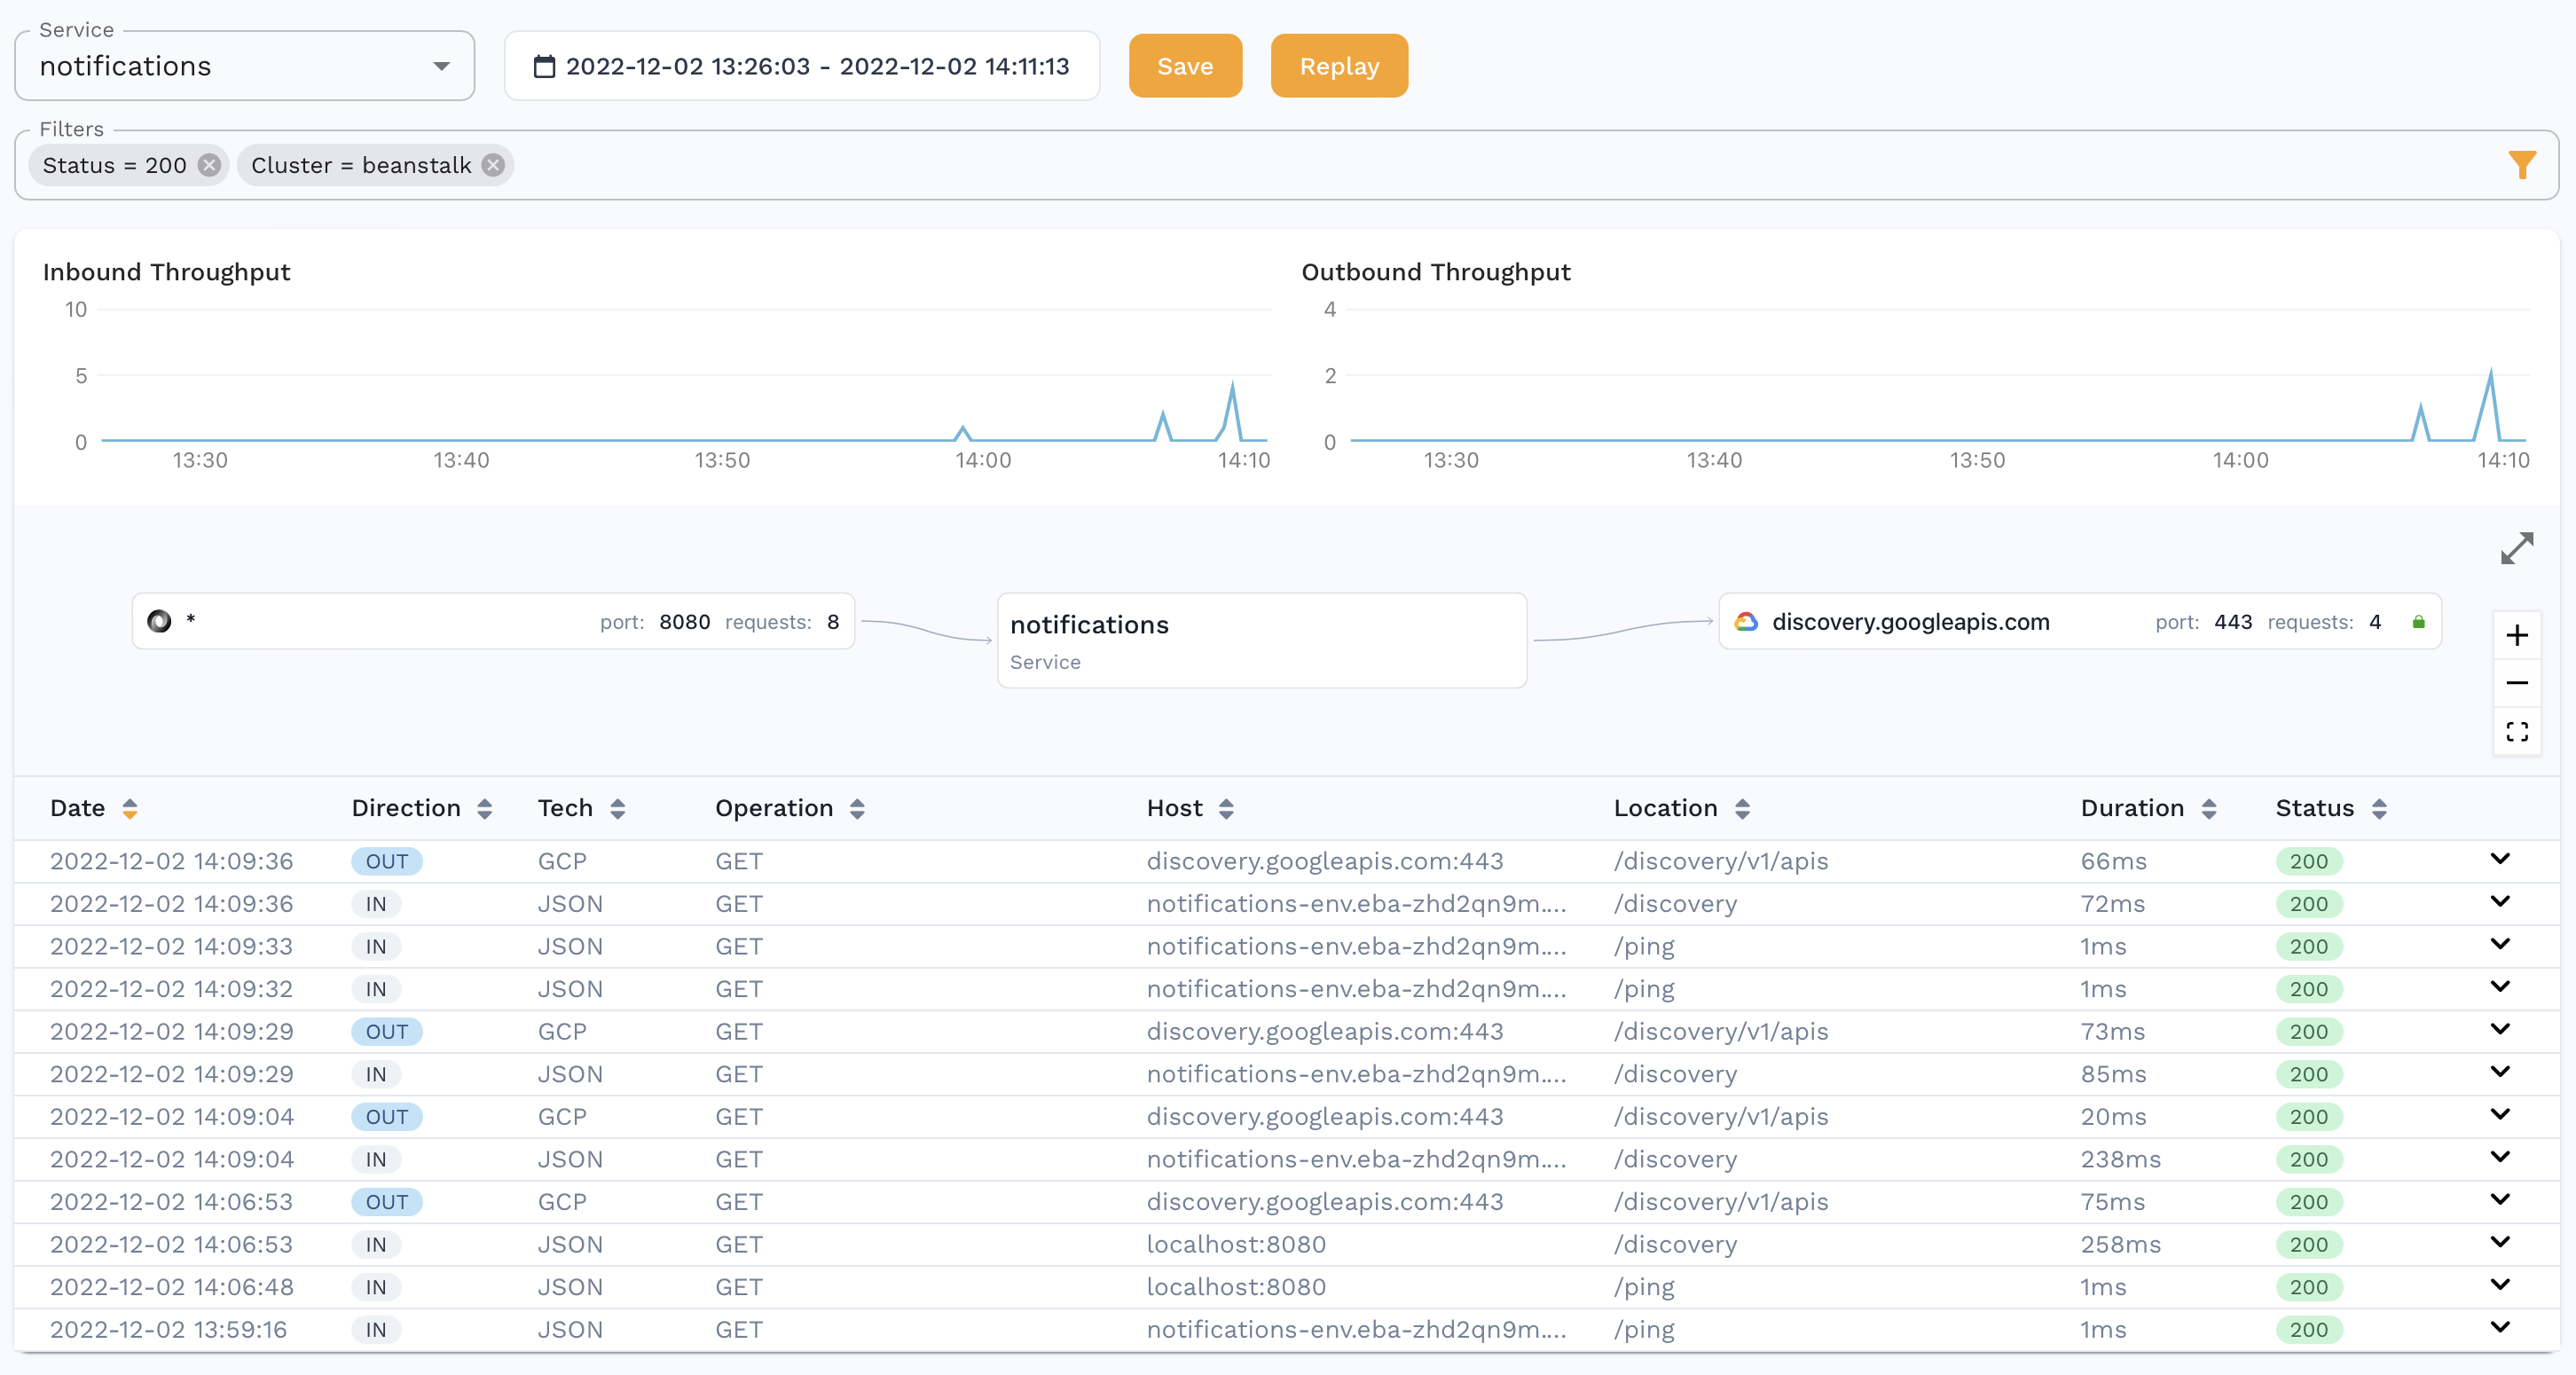 Service
notifications
2022-12-02 13:26:03 - 2022-12-02 14:11:13
Save
Replay
Filters
Status = 200
Cluster = beanstalk
Inbound Throughput
10
5
0
13:30 13:40 13:50 14:00 14:10
Outbound Throughput
4
2
0
13:30 13:40 13:50 14:00 14:10
* port: 8080 requests: 8
notifications
Service
discovery.googleapis.com port: 443 requests: 4
Date Direction Tech Operation Host Location Duration Status
2022-12-02 14:09:36 OUT GCP GET discovery.googleapis.com:443 /discovery/v1/apis 66ms 200
2022-12-02 14:09:36 IN JSON GET notifications-env.eba-zhd2qn9m.... /discovery 72ms 200
2022-12-02 14:09:33 IN JSON GET notifications-env.eba-zhd2qn9m.... /ping 1ms 200
2022-12-02 14:09:32 IN JSON GET notifications-env.eba-zhd2qn9m.... /ping 1ms 200
2022-12-02 14:09:29 OUT GCP GET discovery.googleapis.com:443 /discovery/v1/apis 73ms 200
2022-12-02 14:09:29 IN JSON GET notifications-env.eba-zhd2qn9m.... /discovery 85ms 200
2022-12-02 14:09:04 OUT GCP GET discovery.googleapis.com:443 /discovery/v1/apis 20ms 200
2022-12-02 14:09:04 IN JSON GET notifications-env.eba-zhd2qn9m.... /discovery 238ms 200
2022-12-02 14:06:53 OUT GCP GET discovery.googleapis.com:443 /discovery/v1/apis 75ms 200
2022-12-02 14:06:53 IN JSON GET localhost:8080 /discovery 258ms 200
2022-12-02 14:06:48 IN JSON GET localhost:8080 /ping 1ms 200
2022-12-02 13:59:16 IN JSON GET notifications-env.eba-zhd2qn9m.... /ping 1ms 200